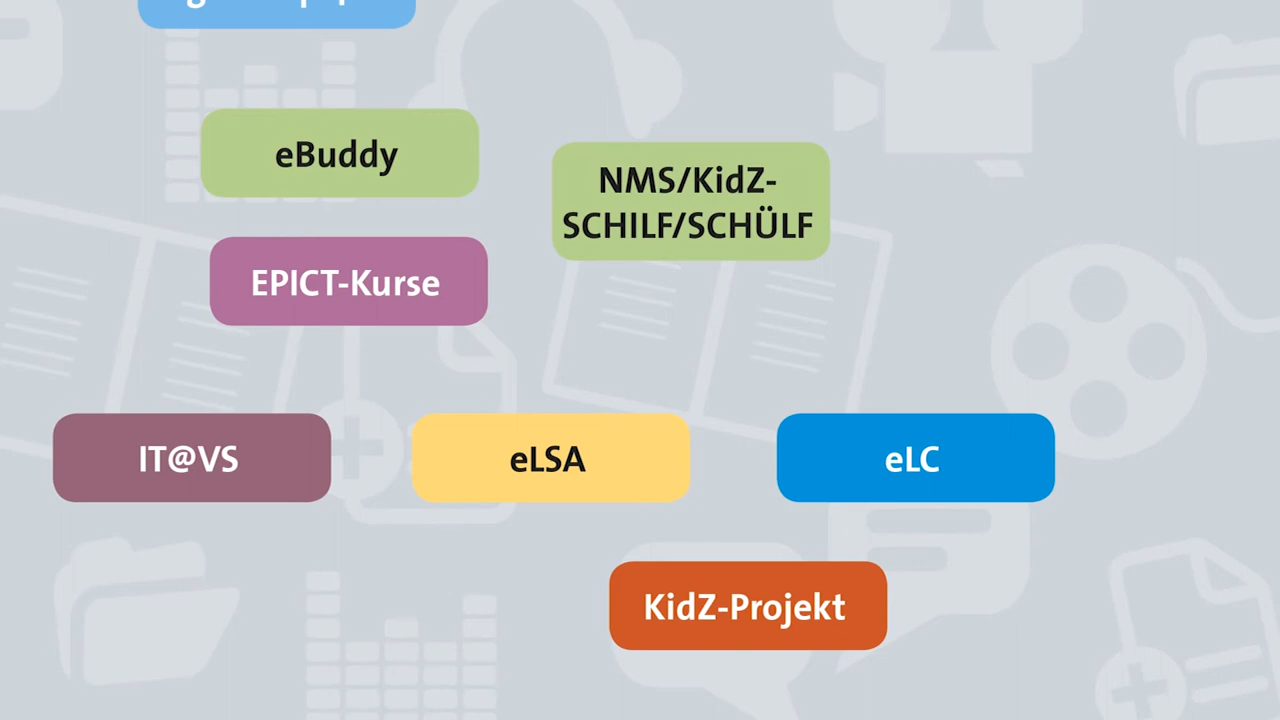 eBuddy
NMS/KidZ-
SCHILF/SCHÜLF
EPICT-Kurse
IT@VS
eLSA
eLC
KidZ-Projekt